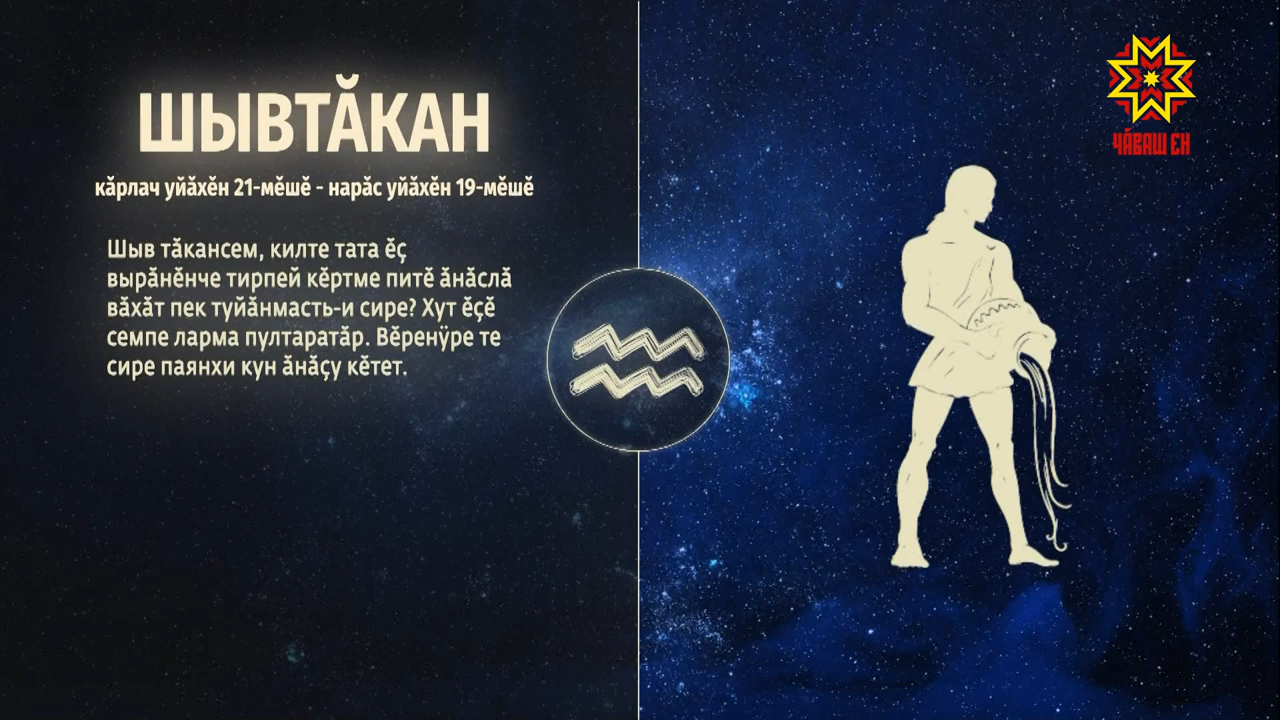 ШЫВТӐКАН
кӑрлач уйӑхӗн 21-мӗшӗ - нарӑс уйӑхӗн 19-мӗшӗ
Шыв тӑкансем, килте тата ӗҫ
вырӑнӗнче тирпей кӗртме питӗ ӑнӑслӑ
вӑхӑт пек туйӑнмасть-и сире? Хут ӗҫӗ
семпе ларма пултаратӑр. Вӗренӳре те
сире паянхи кун ӑнӑҫу кӗтет.
ЧӐВАШ ЕН